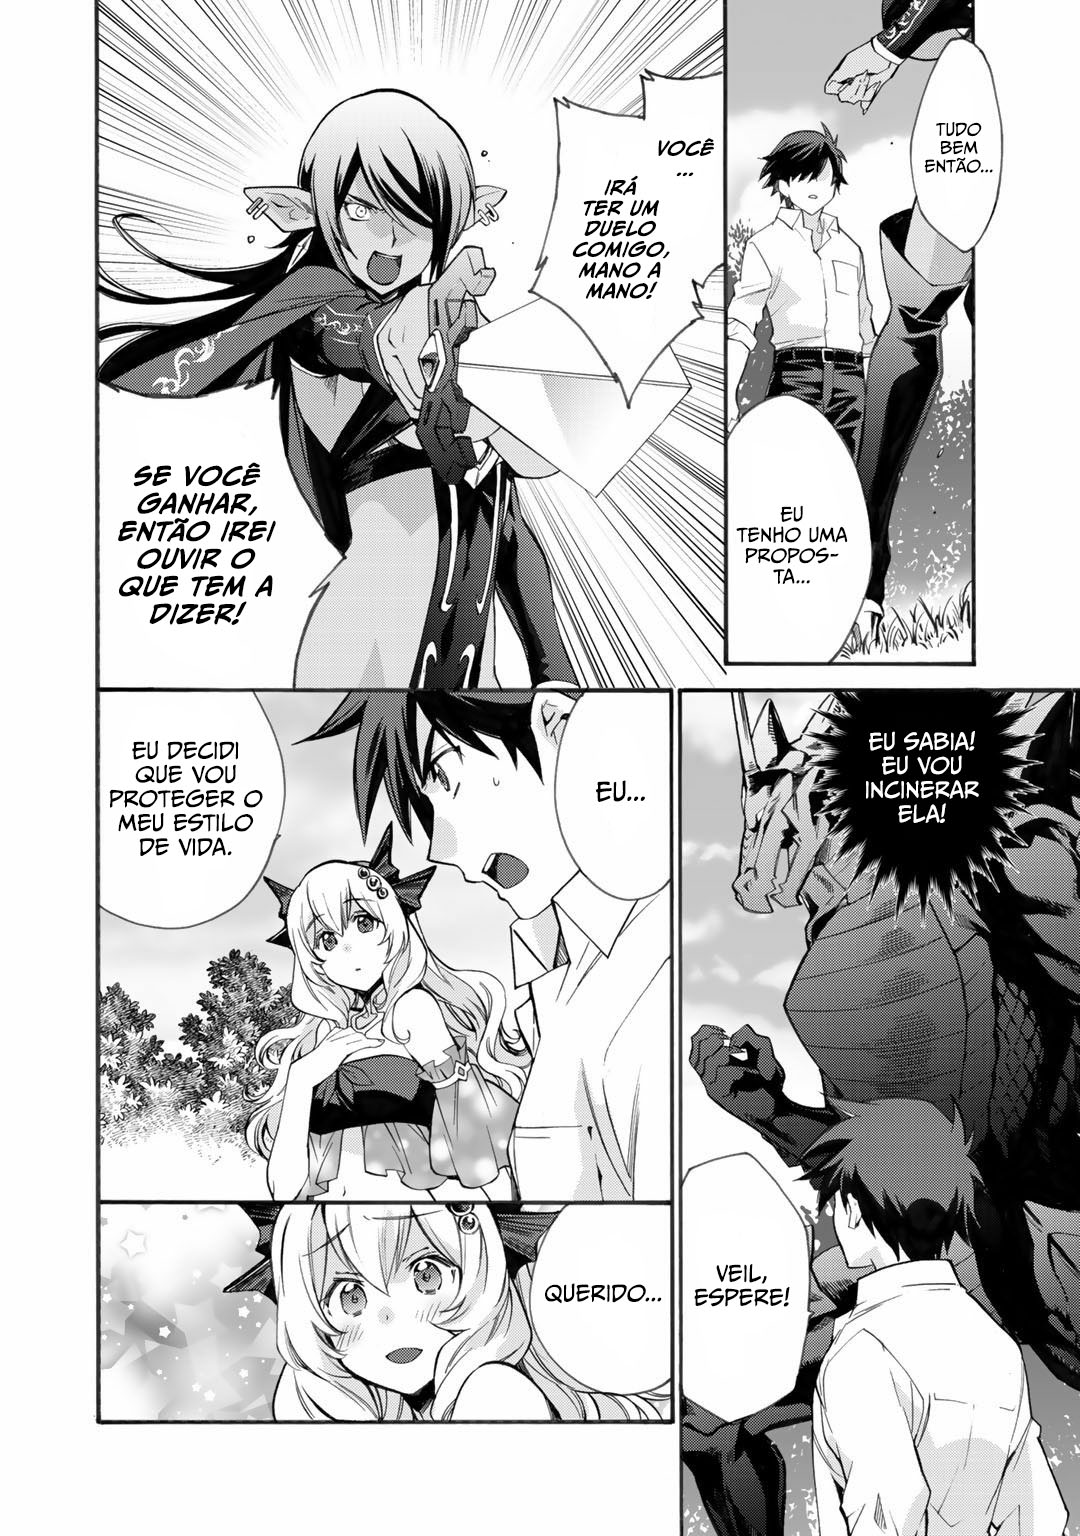 TUDO
BEM
ENTÃO...
EU
TENHO UMA
PROPOS-
TA...
VOCÊ
...
IRÁ
TER UM
DUELO
COMIGO,
MANO A
MANO!
SE VOCÊ
GANHAR,
ENTÃO IREI
OUVIR O
QUE TEM A
DIZER!
EU SABIA!
EU VOU
INCINERAR
ELA!
VEIL,
ESPERE!
EU...
EU DECIDI
QUE VOU
PROTEGER O
MEU ESTILO
DE VIDA.
QUERIDO...